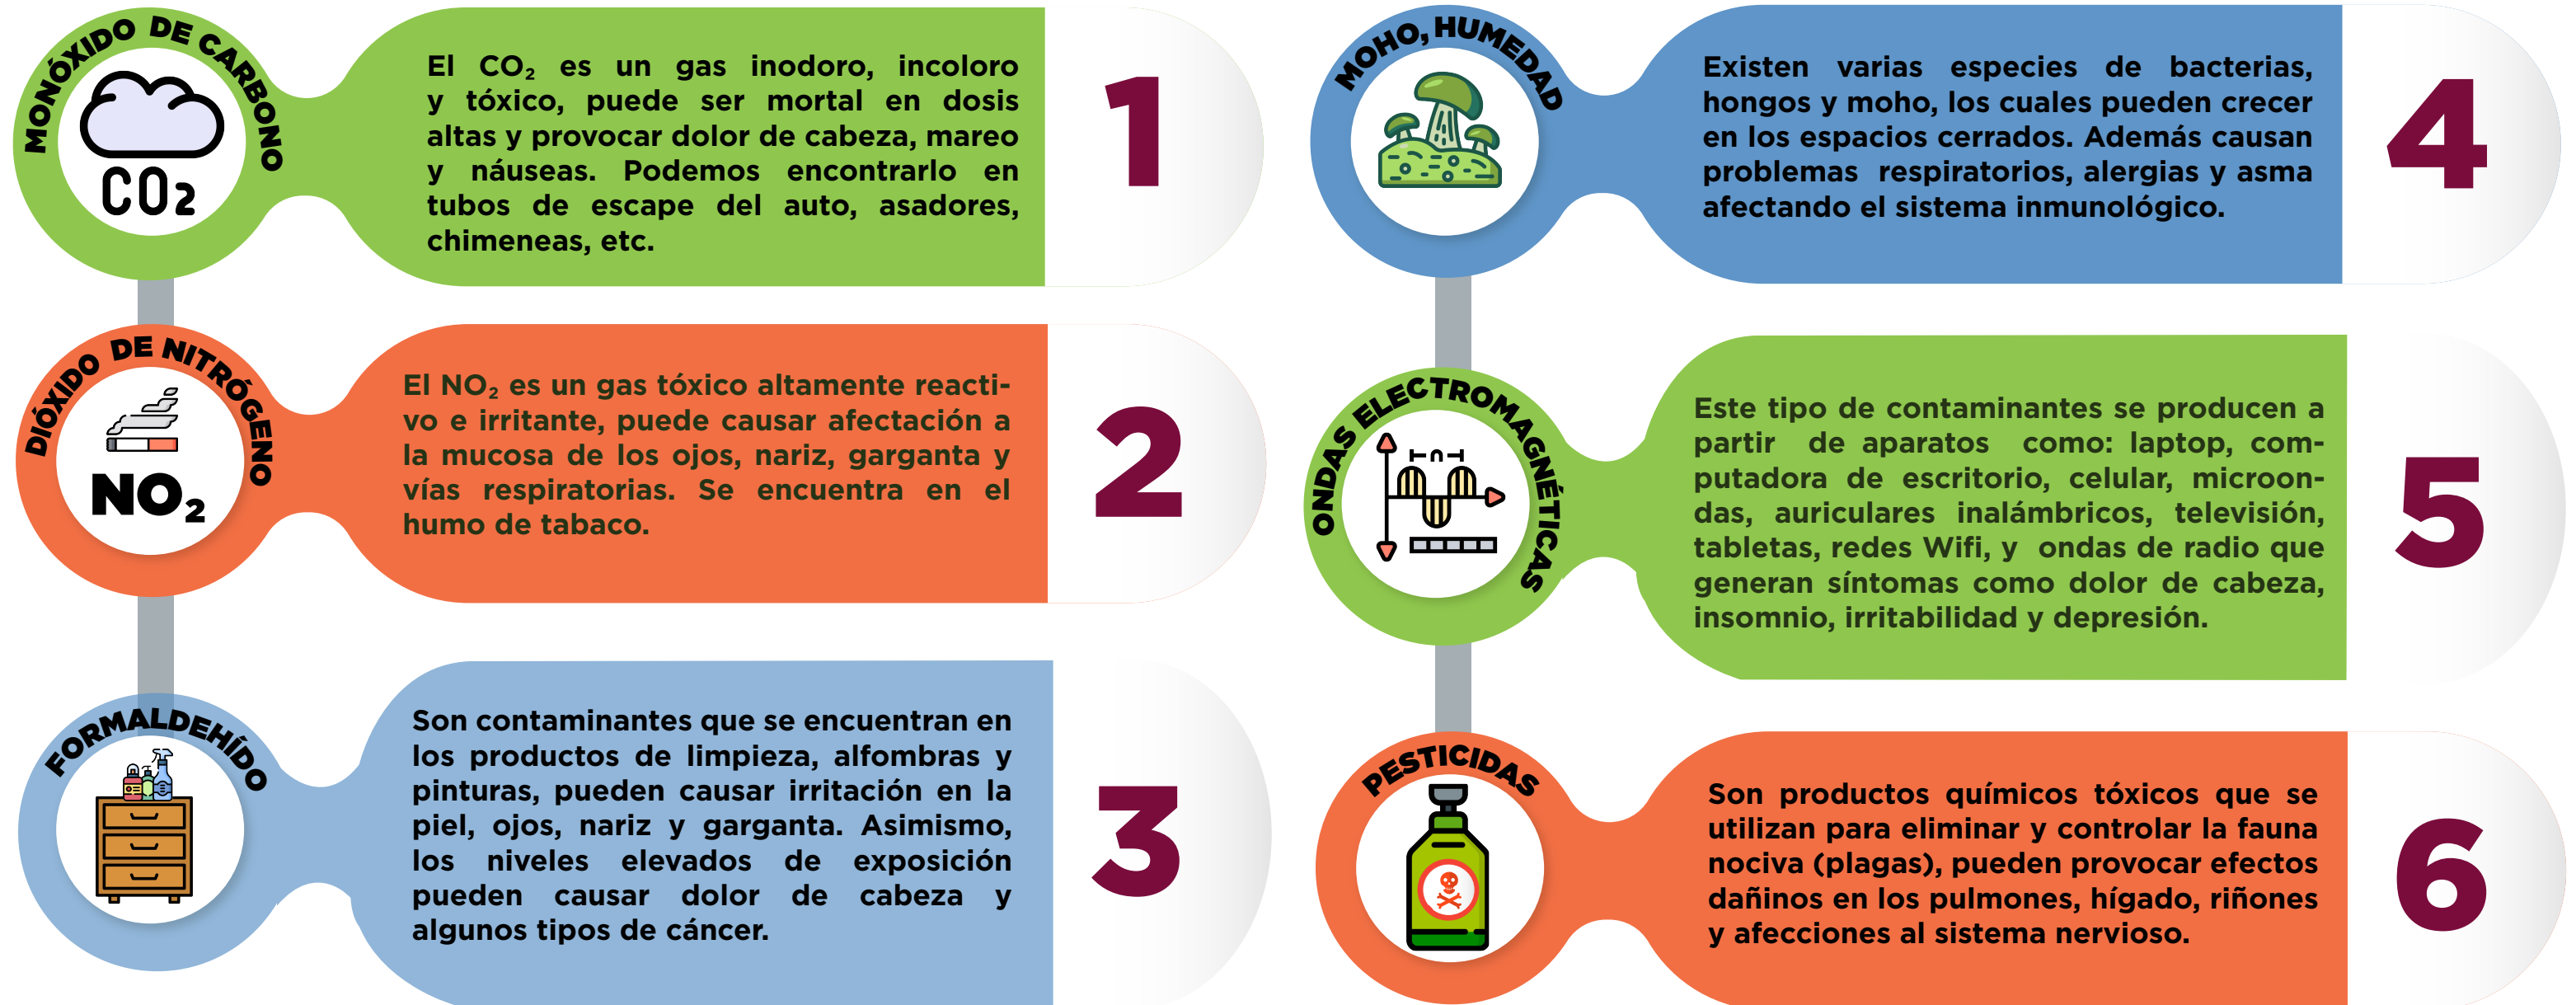 MONÓXIDO DE CARBONO
CO2
El CO₂ es un gas inodoro, incoloro
y tóxico, puede ser mortal en dosis
altas y provocar dolor de cabeza, mareo
y náuseas. Podemos encontrarlo en
tubos de escape del auto, asadores,
chimeneas, etc.
1
DIÓXIDO DE NITRÓGENO
NO₂
El NO₂ es un gas tóxico altamente reacti-
vo e irritante, puede causar afectación a
la mucosa de los ojos, nariz, garganta y
vías respiratorias. Se encuentra en el
humo de tabaco.
2
FORMALDEHÍDO
Son contaminantes que se encuentran en
los productos de limpieza, alfombras y
pinturas, pueden causar irritación en la
piel, ojos, nariz y garganta. Asimismo,
los niveles elevados de exposición
pueden causar dolor de cabeza y
algunos tipos de cáncer.
3
MOHO, HUMEDAD
Existen varias especies de bacterias,
hongos y moho, los cuales pueden crecer
en los espacios cerrados. Además causan
problemas respiratorios, alergias y asma
afectando el sistema inmunológico.
4
ONDAS ELECTROMAGNÉTICAS
Este tipo de contaminantes se producen a
partir de aparatos como: laptop, com-
putadora de escritorio, celular, microon-
das, auriculares inalámbricos, televisión,
tabletas, redes Wifi, y ondas de radio que
generan síntomas como dolor de cabeza,
insomnio, irritabilidad y depresión.
5
PESTICIDAS
Son productos químicos tóxicos que se
utilizan para eliminar y controlar la fauna
nociva (plagas), pueden provocar efectos
dañinos en los pulmones, hígado, riñones
y afecciones al sistema nervioso.
6